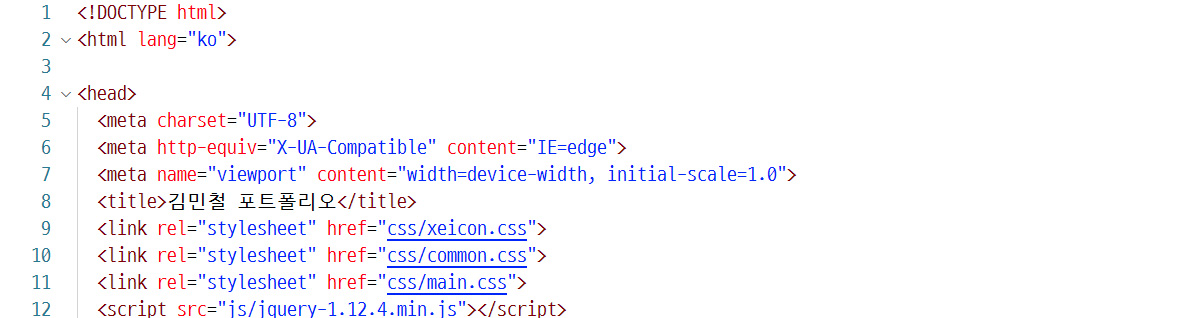 1 <!DOCTYPE html>
2 <html lang="ko">
3
4 <head>
5 <meta charset="UTF-8">
6 <meta http-equiv="X-UA-Compatible" content="IE=edge">
7 <meta name="viewport" content="width=device-width, initial-scale=1.0">
8 <title>김민철 포트폴리오</title>
9 <link rel="stylesheet" href="css/xeicon.css">
10 <link rel="stylesheet" href="css/common.css">
11 <link rel="stylesheet" href="css/main.css">
12 <script src="js/jquery-1.12.4.min.js"></script>